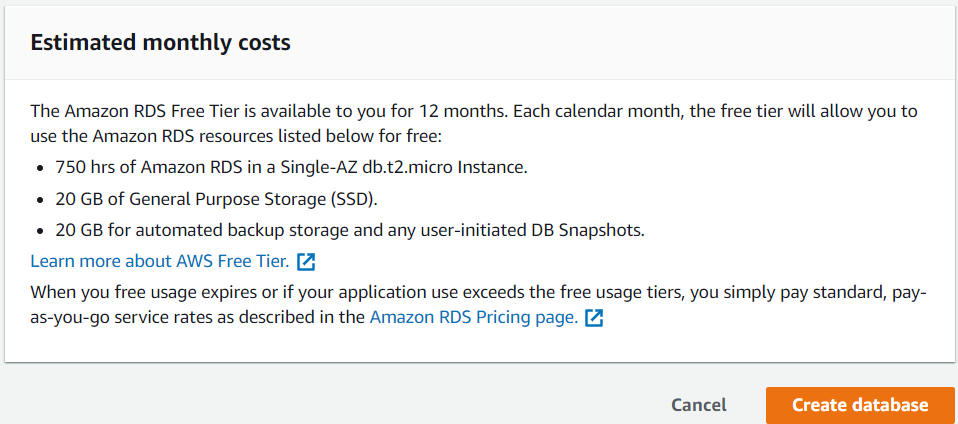 Estimated monthly costs
The Amazon RDS Free Tier is available to you for 12 months. Each calendar month, the free tier will allow you to
use the Amazon RDS resources listed below for free:
• 750 hrs of Amazon RDS in a Single-AZ db.t2.micro Instance.
• 20 GB of General Purpose Storage (SSD).
• 20 GB for automated backup storage and any user-initiated DB Snapshots.
Learn more about AWS Free Tier.
When you free usage expires or if your application use exceeds the free usage tiers, you simply pay standard, pay-
as-you-go service rates as described in the Amazon RDS Pricing page.
Cancel Create database